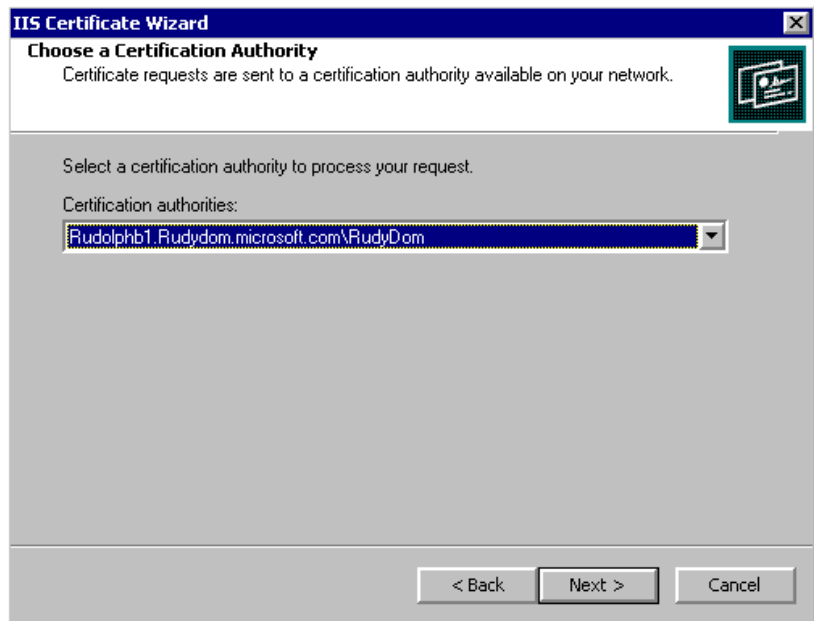 IIS Certificate Wizard
Choose a Certification Authority
Certificate requests are sent to a certification authority available on your network.
Select a certification authority to process your request.
Certification authorities:
Rudolphb1.Rudydom.microsoft.com\RudyDom
< Back Next > Cancel